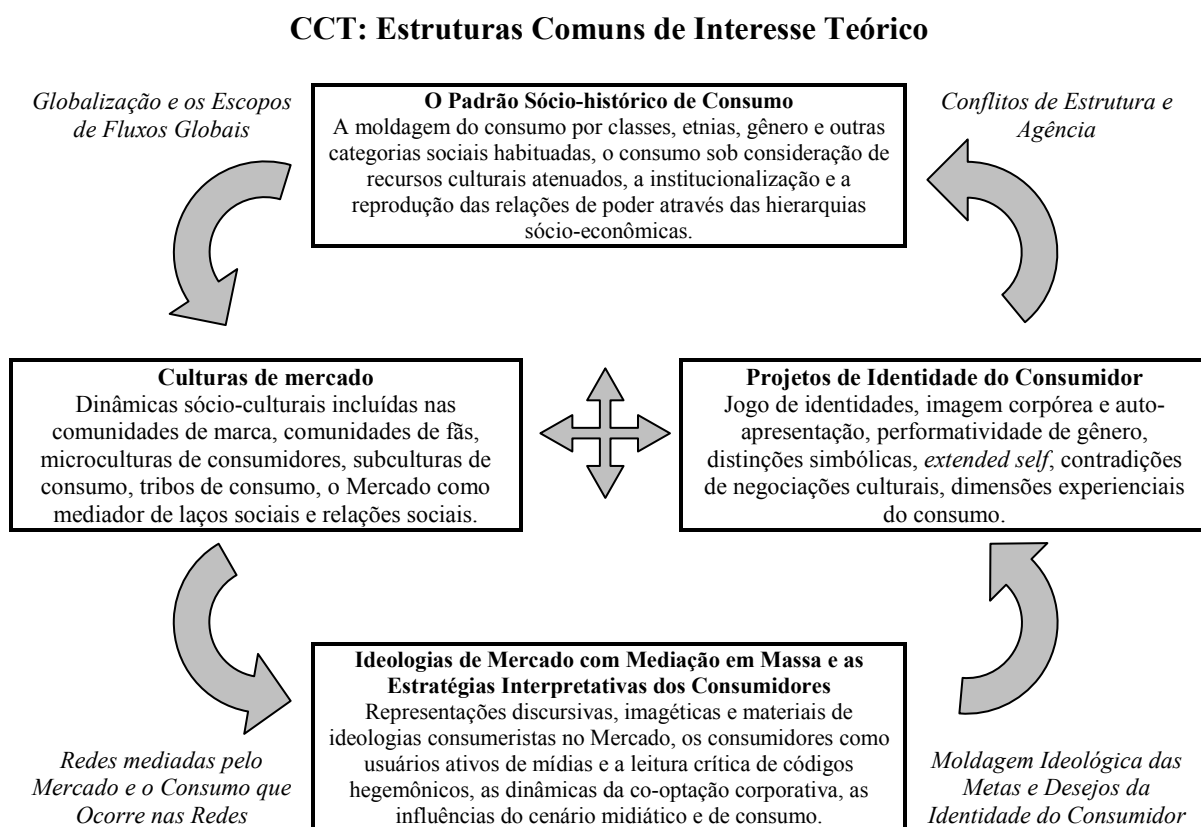 CCT: Estruturas Comuns de Interesse Teórico
Globalização e os Escopos
de Fluxos Globais
O Padrão Sócio-histórico de Consumo
A moldagem do consumo por classes, etnias, gênero e outras
categorias sociais habituadas, o consumo sob consideração de
recursos culturais atenuados, a institucionalização e a
reprodução das relações de poder através das hierarquias
sócio-econômicas.
Conflitos de Estrutura e
Agência
Culturas de mercado
Dinâmicas sócio-culturais incluídas nas
comunidades de marca, comunidades de fãs,
microculturas de consumidores, subculturas de
consumo, tribos de consumo, o Mercado como
mediador de laços sociais e relações sociais.
Projetos de Identidade do Consumidor
Jogo de identidades, imagem corpórea e auto-
apresentação, performatividade de gênero,
distinções simbólicas, extended self, contradições
de negociações culturais, dimensões experienciais
do consumo.
Ideologias de Mercado com Mediação em Massa e as
Estratégias Interpretativas dos Consumidores
Representações discursivas, imagéticas e materiais de
ideologias consumeristas no Mercado, os consumidores como
usuários ativos de mídias e a leitura crítica de códigos
hegemônicos, as dinâmicas da co-optação corporativa, as
influências do cenário midiático e de consumo.
Redes mediadas pelo
Mercado e o Consumo que
Ocorre nas Redes
Moldagem Ideológica das
Metas e Desejos da
Identidade do Consumidor